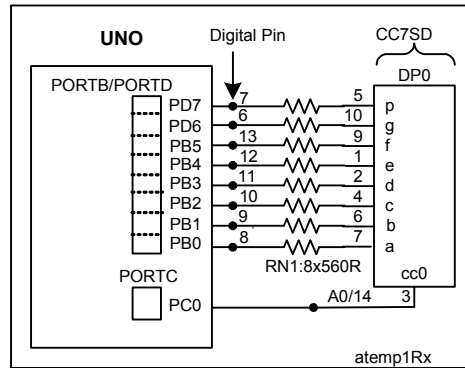 UNO
Digital Pin
CC7SD
DP0
PORTB/PORTD
PD7 7 5 p
PD6 6 10 g
PB5 13 9 f
PB4 12 1 e
PB3 11 2 d
PB2 10 4 c
PB1 9 6 b
PB0 8 7 a
RN1:8x560R
cc0
PORTC
PC0 A0/14 3
atemp1Rx